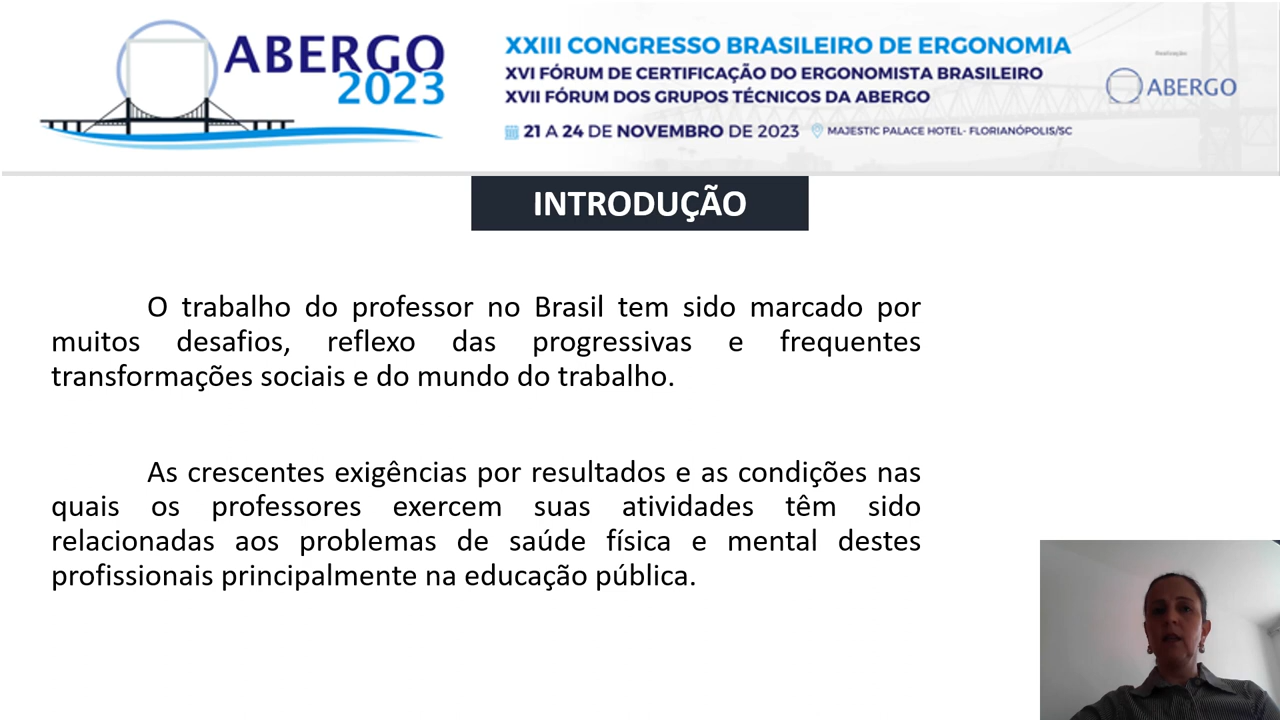 ABERGO
2023
XXIII CONGRESSO BRASILEIRO DE ERGONOMIA
XVI FÓRUM DE CERTIFICAÇÃO DO ERGONOMISTA BRASILEIRO
XVII FÓRUM DOS GRUPOS TÉCNICOS DA ABERGO
21 A 24 DE NOVEMBRO DE 2023 MAJESTIC PALACE HOTEL- FLORIANÓPOLIS/SC
Realização
ABERGO
INTRODUÇÃO
O trabalho do professor no Brasil tem sido marcado por
muitos desafios, reflexo das progressivas e frequentes
transformações sociais e do mundo do trabalho.
As crescentes exigências por resultados e as condições nas
quais os professores exercem suas atividades têm sido
relacionadas aos problemas de saúde física e mental destes
profissionais principalmente na educação pública.